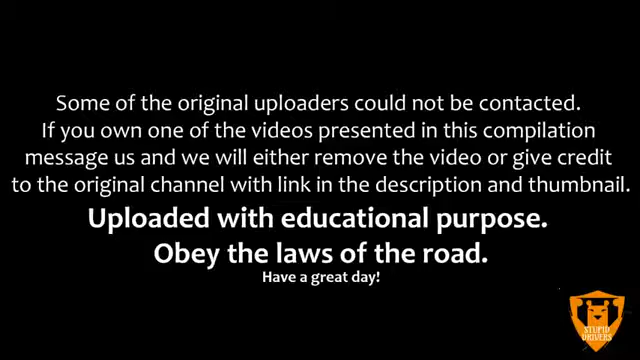 Some of the original uploaders could not be contacted.
If you own one of the videos presented in this compilation
message us and we will either remove the video or give credit
to the original channel with link in the description and thumbnail.
Uploaded with educational purpose.
Obey the laws of the road.
Have a great day!
STUPID
DRIVERS